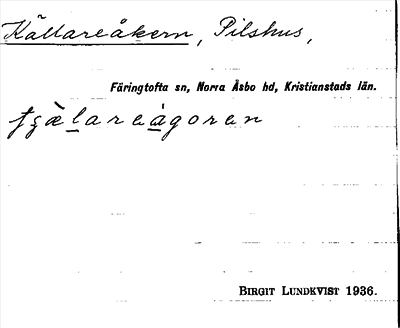 Källareåkern, Pilshus,
Färingtofta sn, Norra Åsbo hd, Kristianstads län.
BIRGIT LUNDKVIST 1936.